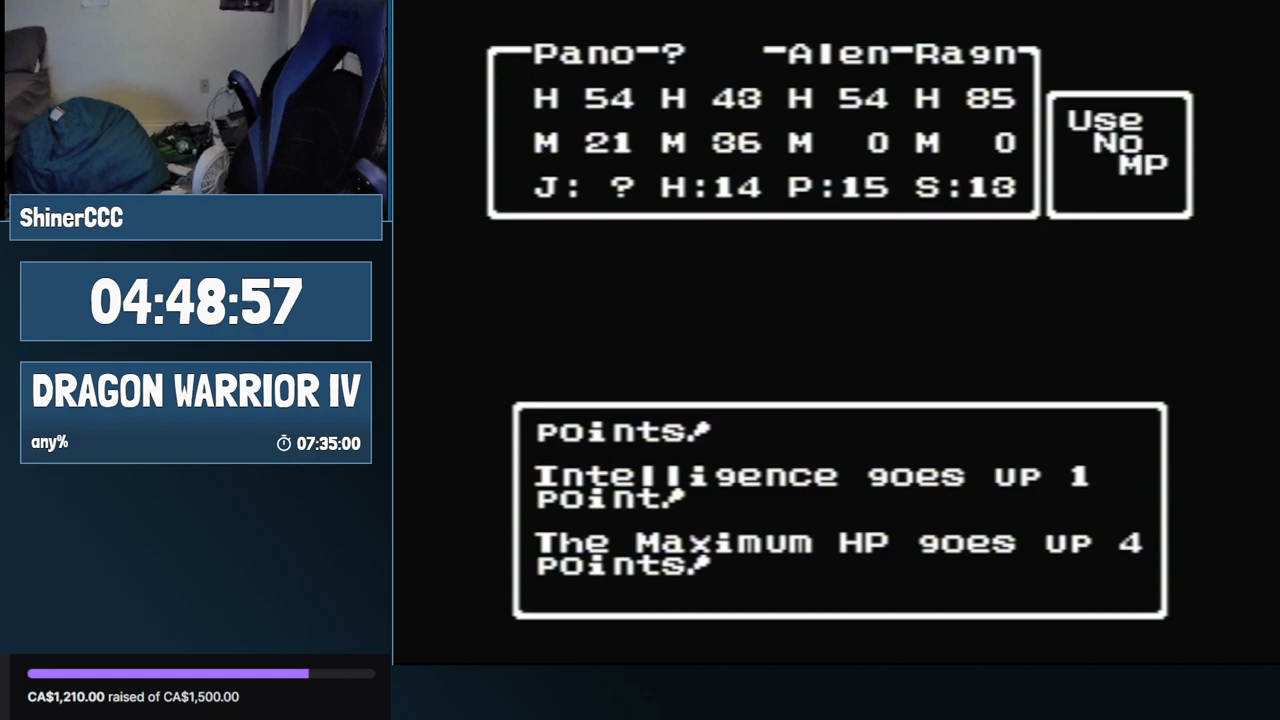 Pano ? Alen Ragn
H 54 H 43 H 54 H 85
M 21 M 36 M 0 M 0
J: ? H:14 P:15 S:13
Use
No
MP
ShinerCCC
04:48:57
DRAGON WARRIOR IV
any% 07:35:00
points!
Intelligence goes up 1
point!
The Maximum HP goes up 4
points!
CA$1,210.00 raised of CA$1,500.00